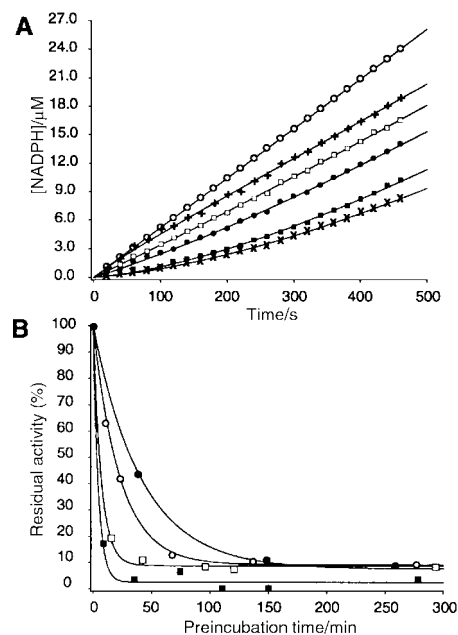 A
27.0
24.0
21.0
18.0
15.0
12.0
9.0
6.0
3.0
0.0
[NADPH]/µM
0 100 200 300 400 500
Time/s
B
100
90
80
70
60
50
40
30
20
10
0
Residual activity (%)
0 50 100 150 200 250 300
Preincubation time/min